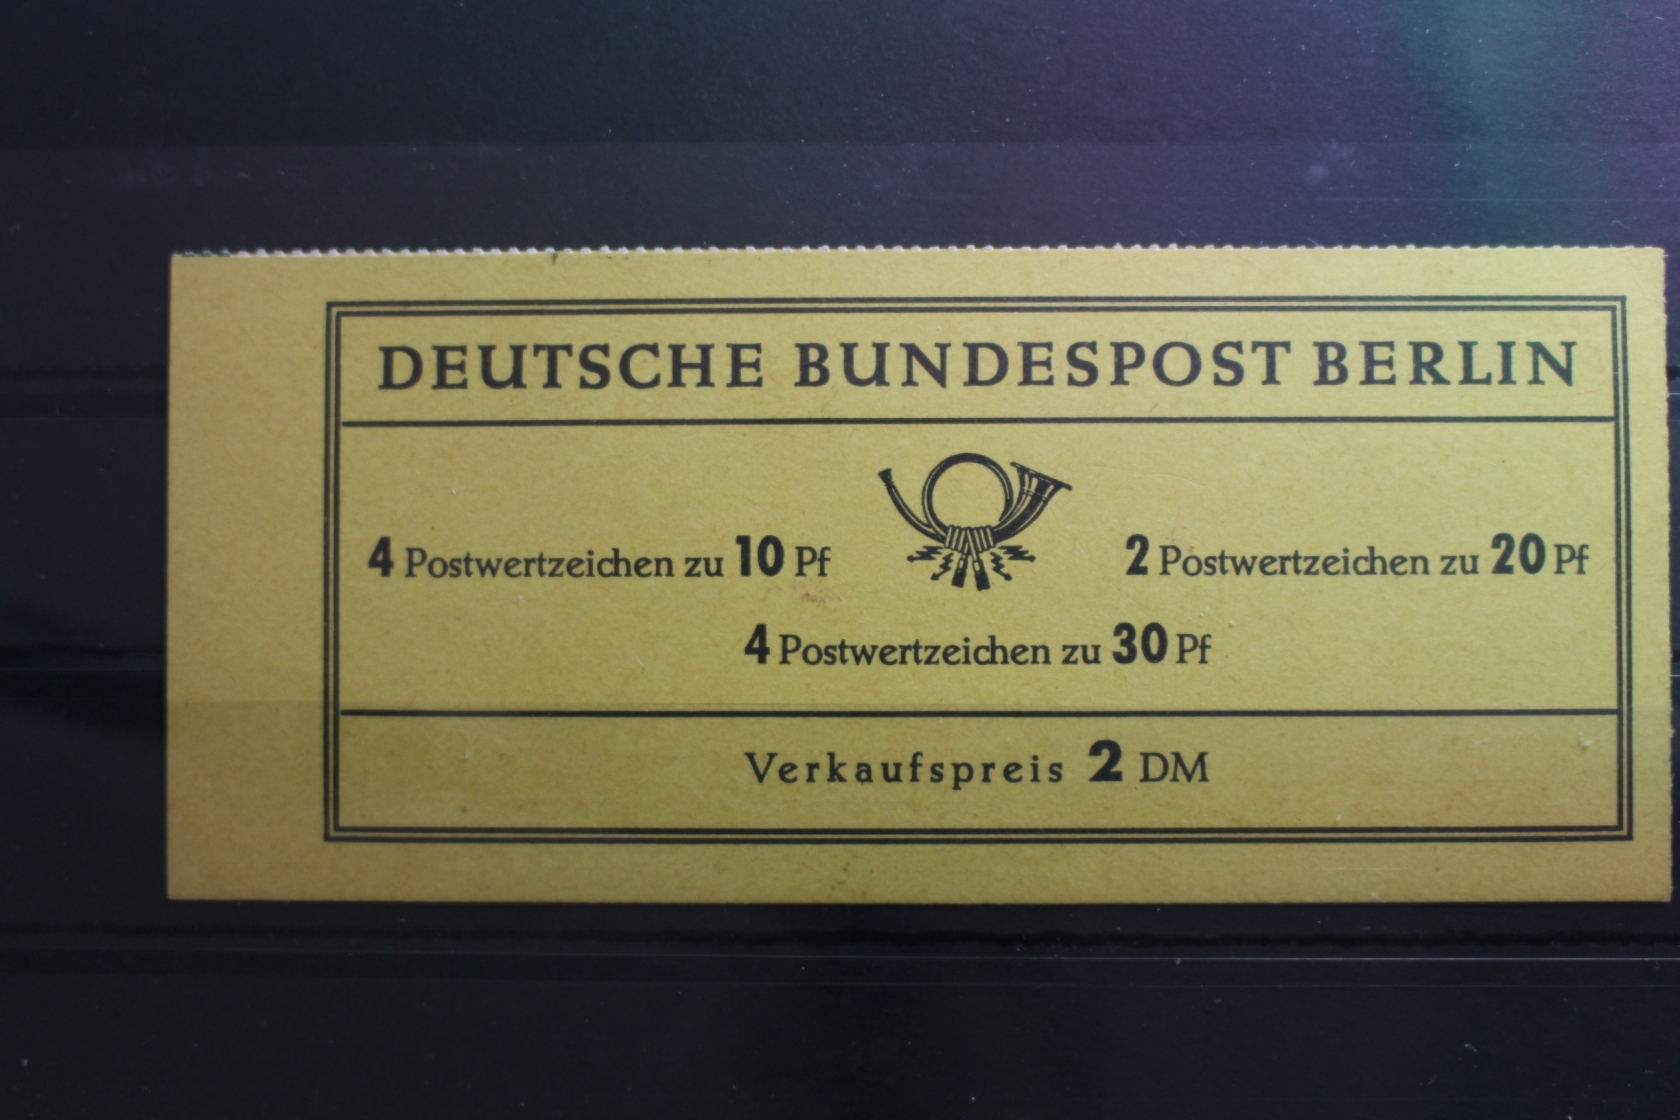 DEUTSCHE BUNDESPOST BERLIN
4 Postwertzeichen zu 10 Pf 2 Postwertzeichen zu 20 Pf
4 Postwertzeichen zu 30 Pf
Verkaufspreis 2 DM